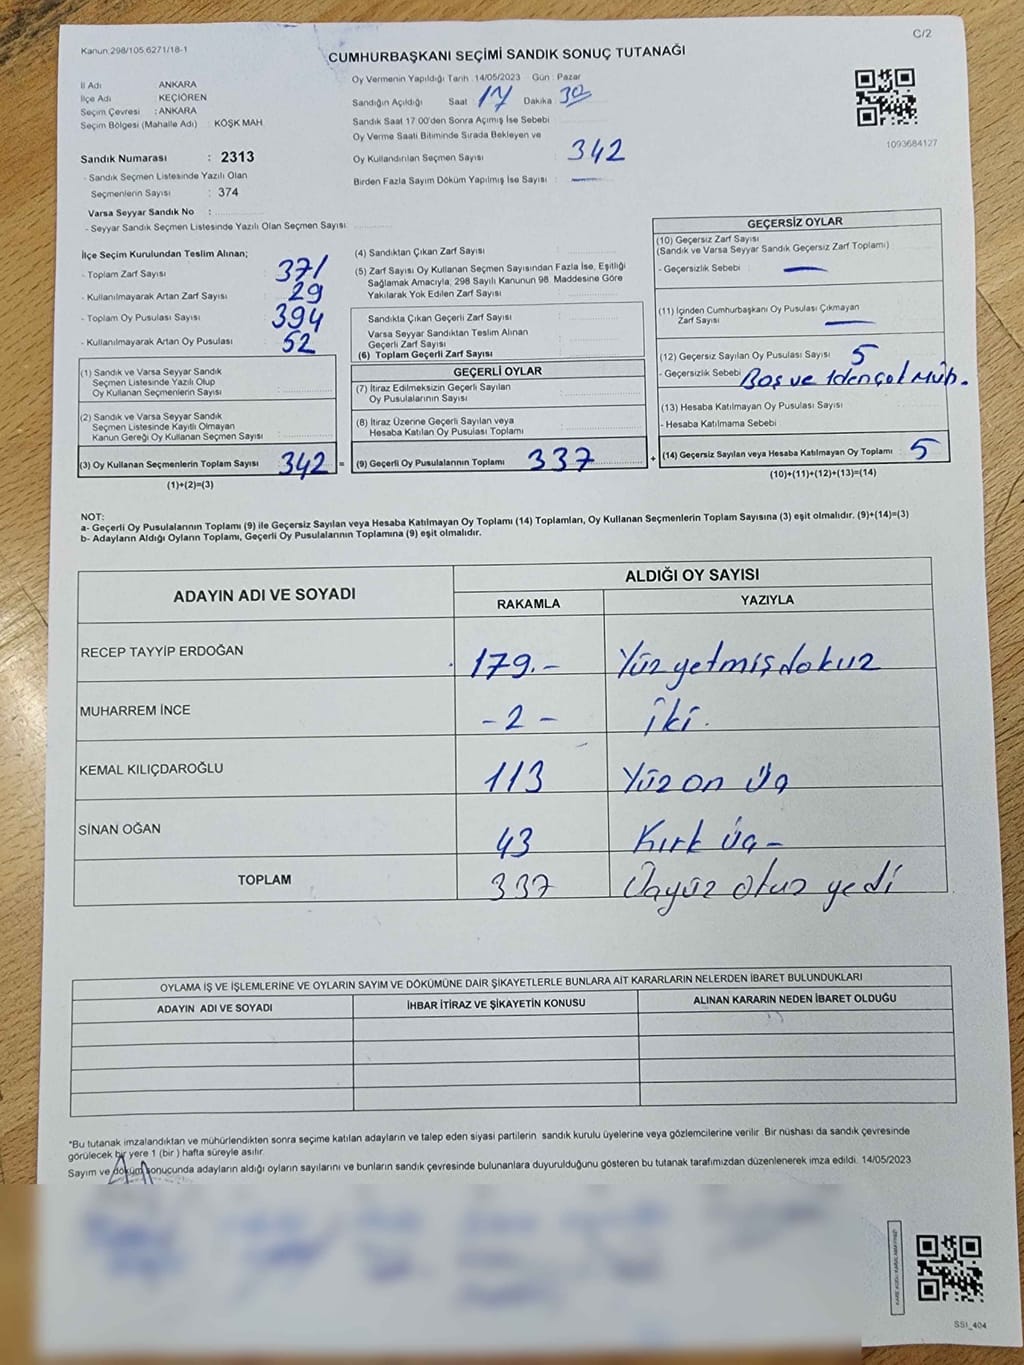 Kanun:298/105.6271/18-1
C/2
CUMHURBAŞKANI SEÇİMİ SANDIK SONUÇ TUTANAĞI
İl Adı ANKARA
İlçe Adı KEÇİÖREN
Seçim Çevresi : ANKARA
Seçim Bölgesi (Mahalle Adı) : KÖŞK MAH
Sandık Numarası : 2313
- Sandık Seçmen Listesinde Yazılı Olan
Seçmenlerin Sayısı : 374
Varsa Seyyar Sandık No :
- Seyyar Sandık Seçmen Listesinde Yazılı Olan Seçmen Sayısı:
Oy Vermenin Yapıldığı Tarih :14/05/2023 Gün : Pazar
Sandığın Açıldığı Saat : 17 Dakika : 30
Sandık Saat 17:00'den Sonra Açımış İse Sebebi :
Oy Verme Saati Bitiminde Sırada Bekleyen ve
Oy Kullandırılan Seçmen Sayısı : 342
Birden Fazla Sayım Döküm Yapılmış İse Sayısı : —
1093684127
İlçe Seçim Kurulundan Teslim Alınan;
- Toplam Zarf Sayısı : 371
- Kullanılmayarak Artan Zarf Sayısı : 29
- Toplam Oy Pusulası Sayısı : 394
- Kullanılmayarak Artan Oy Pusulası : 52
(1) Sandık ve Varsa Seyyar Sandık
Seçmen Listesinde Yazılı Olup
Oy Kullanan Seçmenlerin Sayısı :
(2) Sandık ve Varsa Seyyar Sandık
Seçmen Listesinde Kayıtlı Olmayan
Kanun Gereği Oy Kullanan Seçmen Sayısı :
(3) Oy Kullanan Seçmenlerin Toplam Sayısı : 342 =
(1)+(2)=(3)
(4) Sandıktan Çıkan Zarf Sayısı :
(5) Zarf Sayısı Oy Kullanan Seçmen Sayısından Fazla İse, Eşitliği
Sağlamak Amacıyla, 298 Sayılı Kanunun 98. Maddesine Göre
Yakılarak Yok Edilen Zarf Sayısı :
Sandıkla Çıkan Geçerli Zarf Sayısı :
Varsa Seyyar Sandıktan Teslim Alınan
Geçerli Zarf Sayısı :
(6) Toplam Geçerli Zarf Sayısı :
GEÇERLİ OYLAR
(7) İtiraz Edilmeksizin Geçerli Sayılan
Oy Pusulalarının Sayısı :
(8) İtiraz Üzerine Geçerli Sayılan veya
Hesaba Katılan Oy Pusulası Toplamı :
(9) Geçerli Oy Pusulalarının Toplamı : 337 +
GEÇERSİZ OYLAR
(10) Geçersiz Zarf Sayısı
(Sandık ve Varsa Seyyar Sandık Geçersiz Zarf Toplamı) :
- Geçersizlik Sebebi : —
(11) İçinden Cumhurbaşkanı Oy Pusulası Çıkmayan
Zarf Sayısı : —
(12) Geçersiz Sayılan Oy Pusulası Sayısı : 5
- Geçersizlik Sebebi : Boş ve 1den çok Müh.
(13) Hesaba Katılmayan Oy Pusulası Sayısı :
- Hesaba Katılmama Sebebi :
(14) Geçersiz Sayılan veya Hesaba Katılmayan Oy Toplamı : 5
(10)+(11)+(12)+(13)=(14)
NOT:
a- Geçerli Oy Pusulalarının Toplamı (9) ile Geçersiz Sayılan veya Hesaba Katılmayan Oy Toplamı (14) Toplamları, Oy Kullanan Seçmenlerin Toplam Sayısına (3) eşit olmalıdır. (9)+(14)=(3)
b- Adayların Aldığı Oyların Toplamı, Geçerli Oy Pusulalarının Toplamına (9) eşit olmalıdır.
ADAYIN ADI VE SOYADI
ALDIĞI OY SAYISI
RAKAMLA YAZIYLA
RECEP TAYYİP ERDOĞAN 179.- Yüz yetmiş dokuz
MUHARREM İNCE - 2 - iki.
KEMAL KILIÇDAROĞLU 113 Yüz on üç
SİNAN OĞAN 43 Kırk üç -
TOPLAM 337 Üçyüz otuz yedi
OYLAMA İŞ VE İŞLEMLERİNE VE OYLARIN SAYIM VE DÖKÜMÜNE DAİR ŞİKAYETLERLE BUNLARA AİT KARARLARIN NELERDEN İBARET BULUNDUKLARI
ADAYIN ADI VE SOYADI İHBAR İTİRAZ VE ŞİKAYETİN KONUSU ALINAN KARARIN NEDEN İBARET OLDUĞU
*Bu tutanak imzalandıktan ve mühürlendikten sonra seçime katılan adayların ve talep eden siyasi partilerin sandık kurulu üyelerine veya gözlemcilerine verilir. Bir nüshası da sandık çevresinde
görülecek bir yere 1 (bir ) hafta süreyle asılır.
Sayım ve döküm sonucunda adayların aldığı oyların sayılarını ve bunların sandık çevresinde bulunanlara duyurulduğunu gösteren bu tutanak tarafımızdan düzenlenerek imza edildi. 14/05/2023
SSI_404